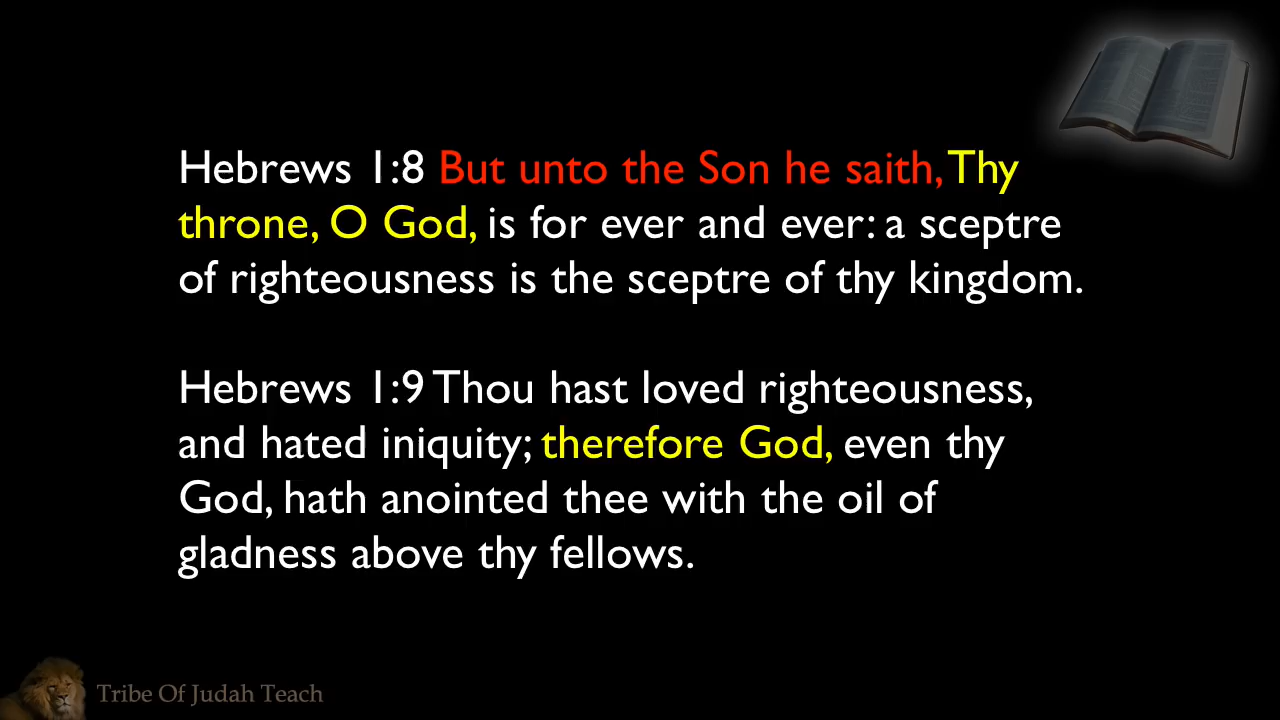 Hebrews 1:8 But unto the Son he saith, Thy
throne, O God, is for ever and ever: a sceptre
of righteousness is the sceptre of thy kingdom.
Hebrews 1:9 Thou hast loved righteousness,
and hated iniquity; therefore God, even thy
God, hath anointed thee with the oil of
gladness above thy fellows.
Tribe Of Judah Teach